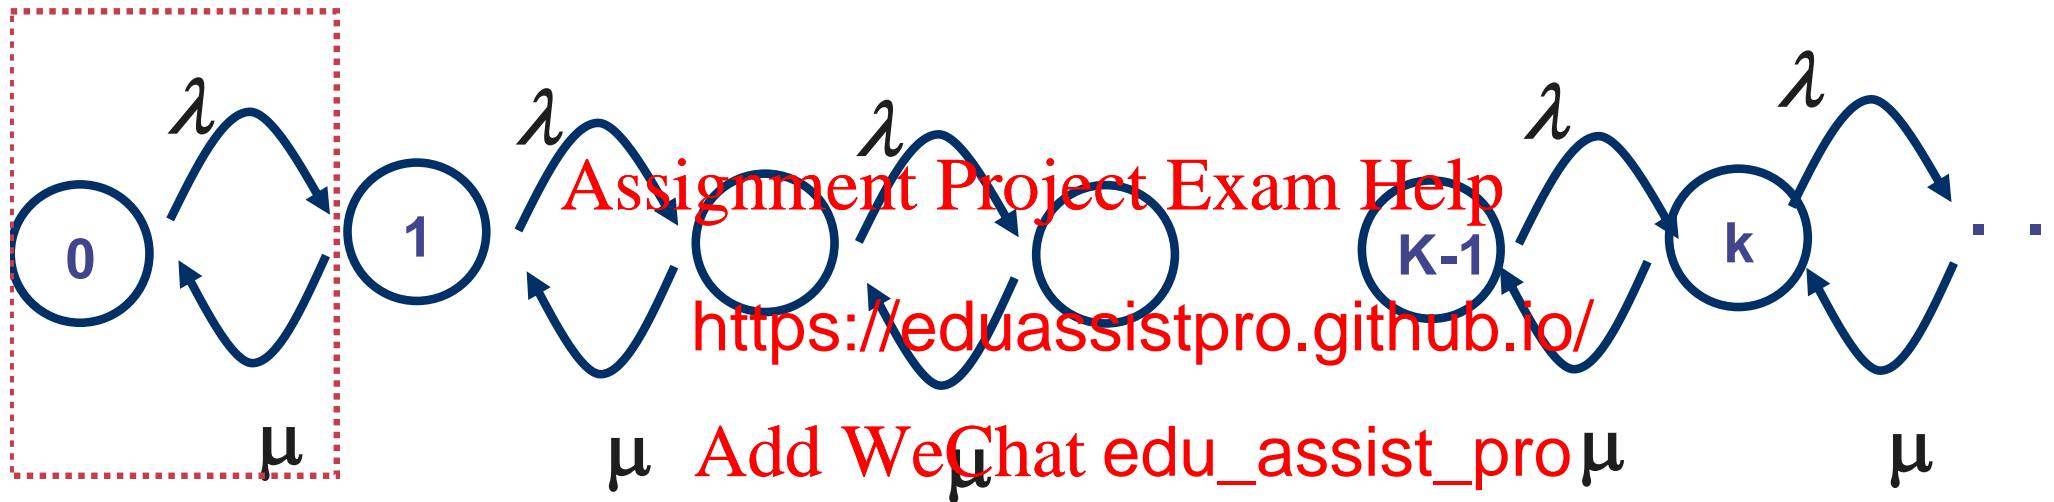 λ λ λ λ λ
Assignment Project Exam Help
0 1 K-1 k . .
https://eduassistpro.github.io/
μ μ μ μ μ
Add WeChat edu_assist_pro